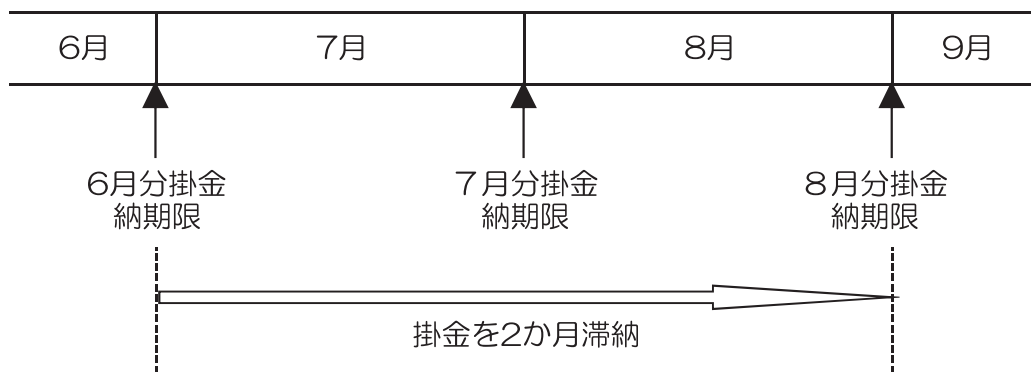 6月 7月 8月 9月
6月分掛金 7月分掛金 8月分掛金
納期限 納期限 納期限
掛金を2か月滞納